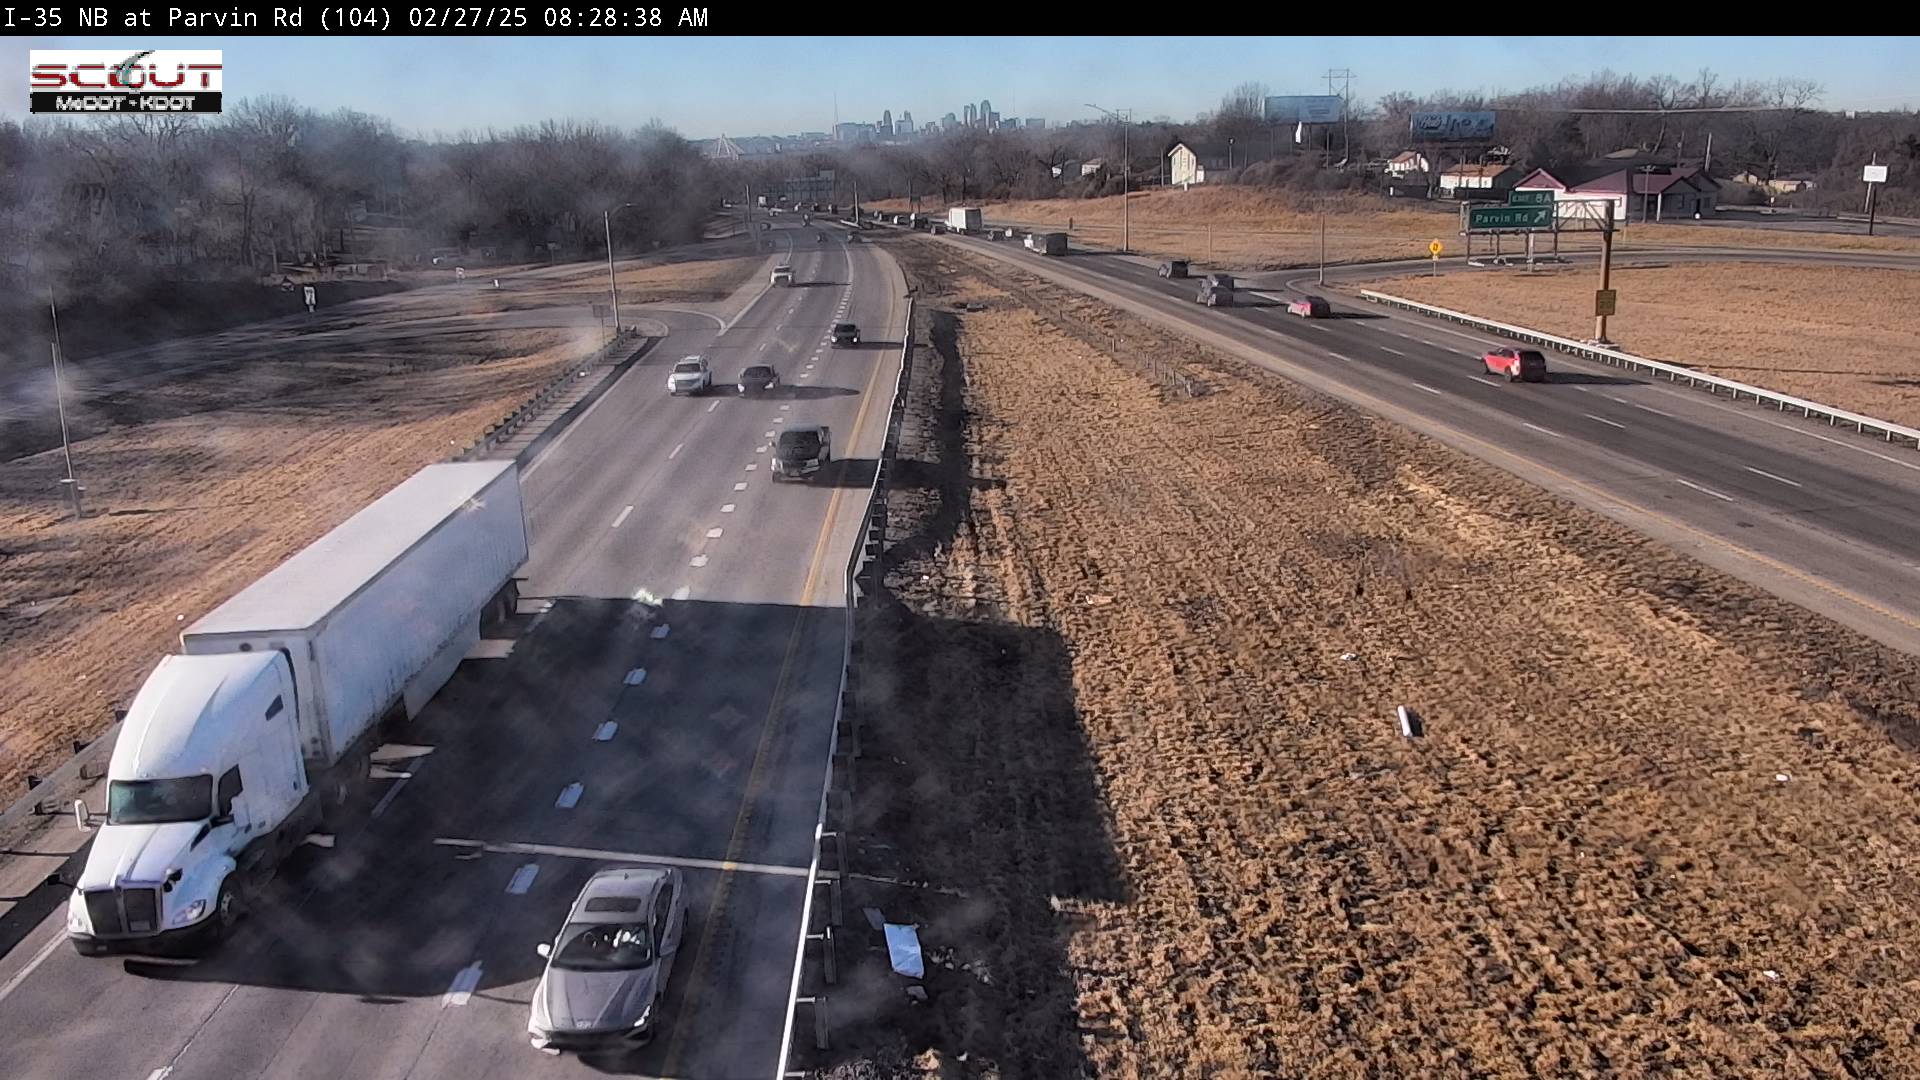 I-35 NB at Parvin Rd (104) 02/27/25 08:28:38 AM
SCOUT
MoDOT - KDOT
EXIT 8A
Parvin Rd